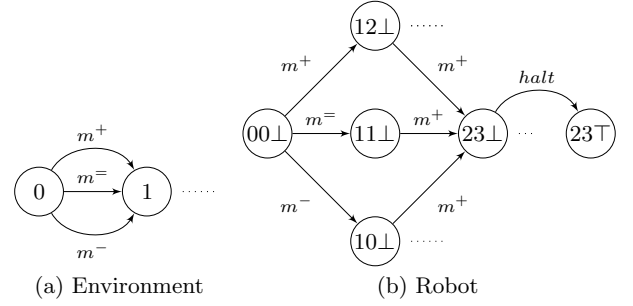 12⊥ ······
m⁺ m⁺
halt
m⁺
00⊥ m⁼ 11⊥ m⁺ 23⊥ ··· 23⊤
m⁼
0 1 ······
m⁻ m⁺
m⁻
10⊥ ······
(a) Environment (b) Robot